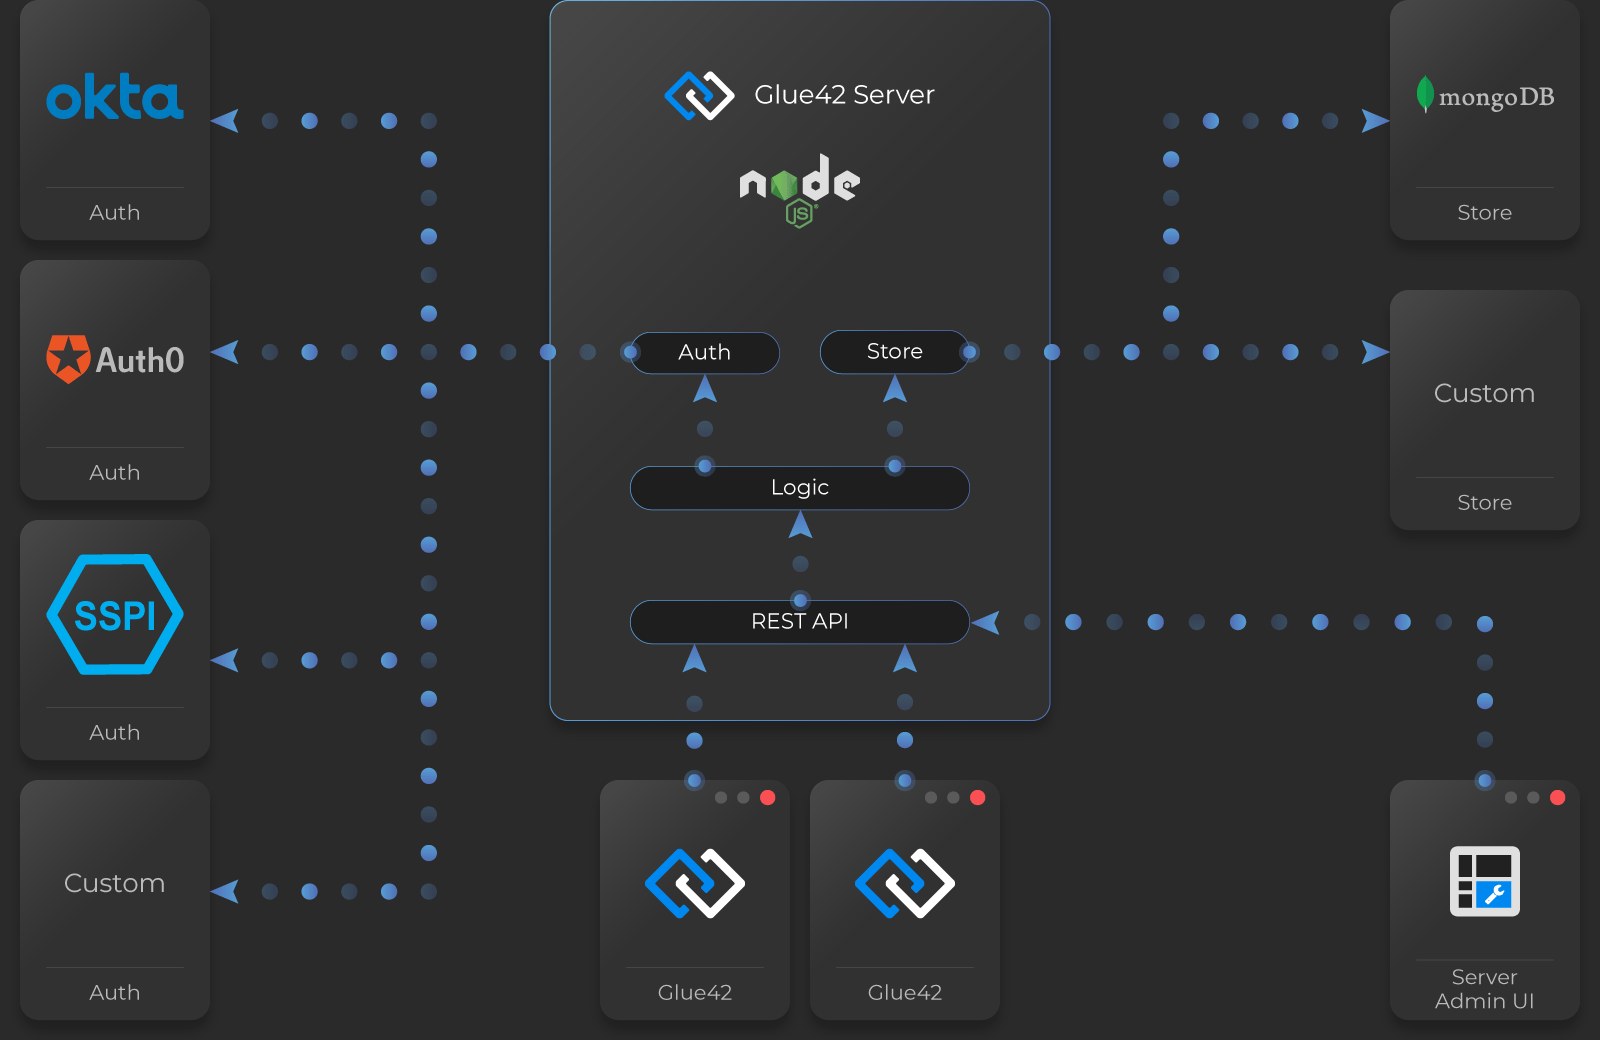 okta
Auth
Auth0
Auth
SSPI
Auth
Custom
Auth
Glue42 Server
node
JS
Auth
Store
Logic
REST API
Glue42
Glue42
mongoDB
Store
Custom
Store
Server
Admin UI